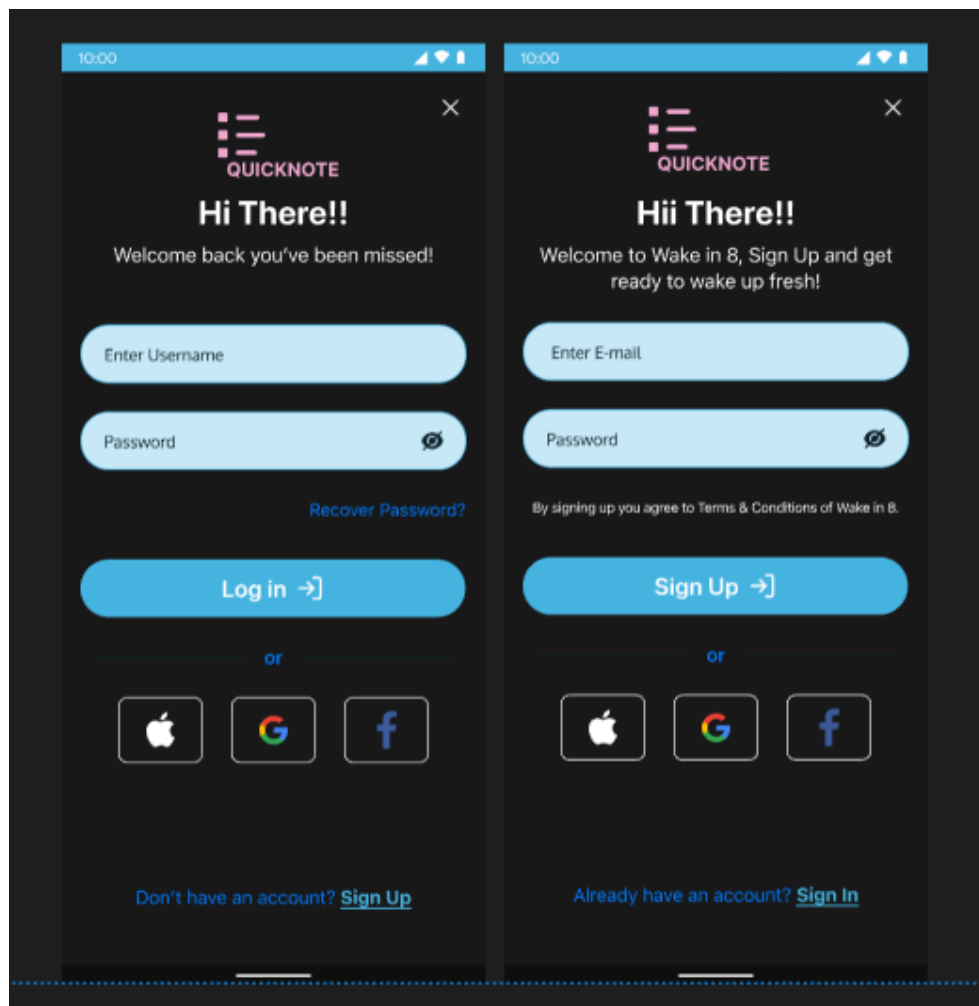 10:00
QUICKNOTE
Hi There!!
Welcome back you've been missed!
Enter Username
Password
Recover Password?
Log in
or
Don't have an account? Sign Up
10:00
QUICKNOTE
Hii There!!
Welcome to Wake in 8, Sign Up and get
ready to wake up fresh!
Enter E-mail
Password
By signing up you agree to Terms & Conditions of Wake in 8.
Sign Up
or
Already have an account? Sign In